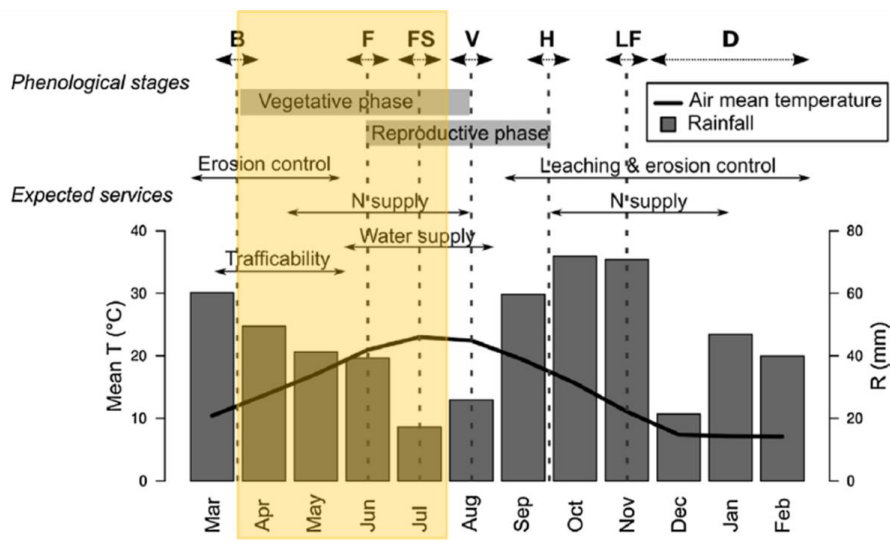 B F FS V H LF D
Phenological stages
Vegetative phase
Reproductive phase
Air mean temperature
Rainfall
Erosion control
Leaching & erosion control
Expected services
N supply
N supply
Water supply
Trafficability
40
30
20
10
0
Mean T (°C)
80
60
40
20
0
R (mm)
Mar Apr May Jun Jul Aug Sep Oct Nov Dec Jan Feb